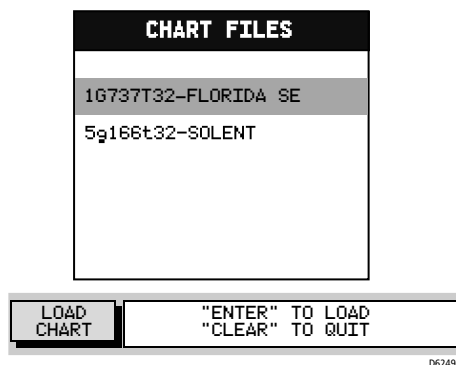 CHART FILES
1G737T32-FLORIDA SE
5g166t32-SOLENT
LOAD
CHART
"ENTER" TO LOAD
"CLEAR" TO QUIT
D6249